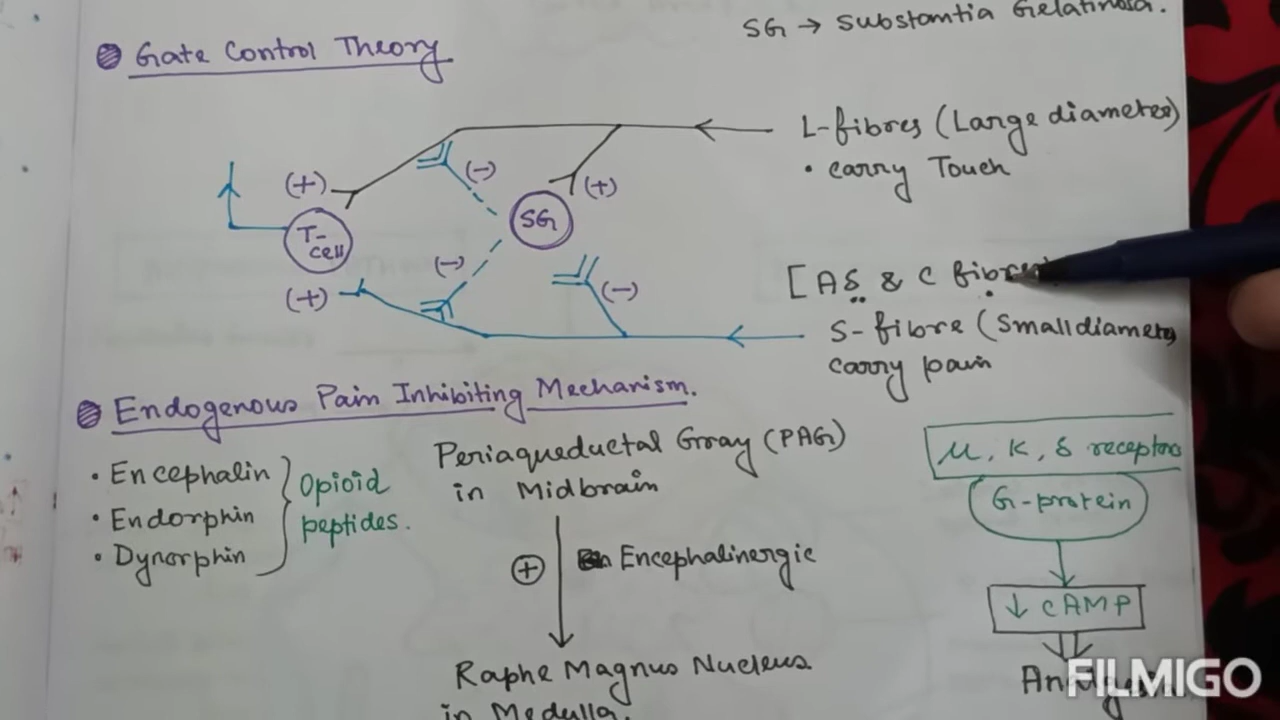 SG → Substantia Gelatinosa.
Gate Control Theory
L-fibres (Large diameter)
• carry Touch
(+)
(-)
(+)
SG
T-
cell
(-)
(+)
(-)
[Aδ & C fibres
S-fibre (Small diameter
carry pain
Endogenous Pain Inhibiting Mechanism.
• Encephalin
• Endorphin
• Dynorphin
Opioid
peptides.
Periaqueductal Gray (PAG)
in Midbrain
+
Encephalinergic
Raphe Magnus Nucleus
in Medulla.
μ, K, δ receptors
G-protein
↓ cAMP
FILMIGO